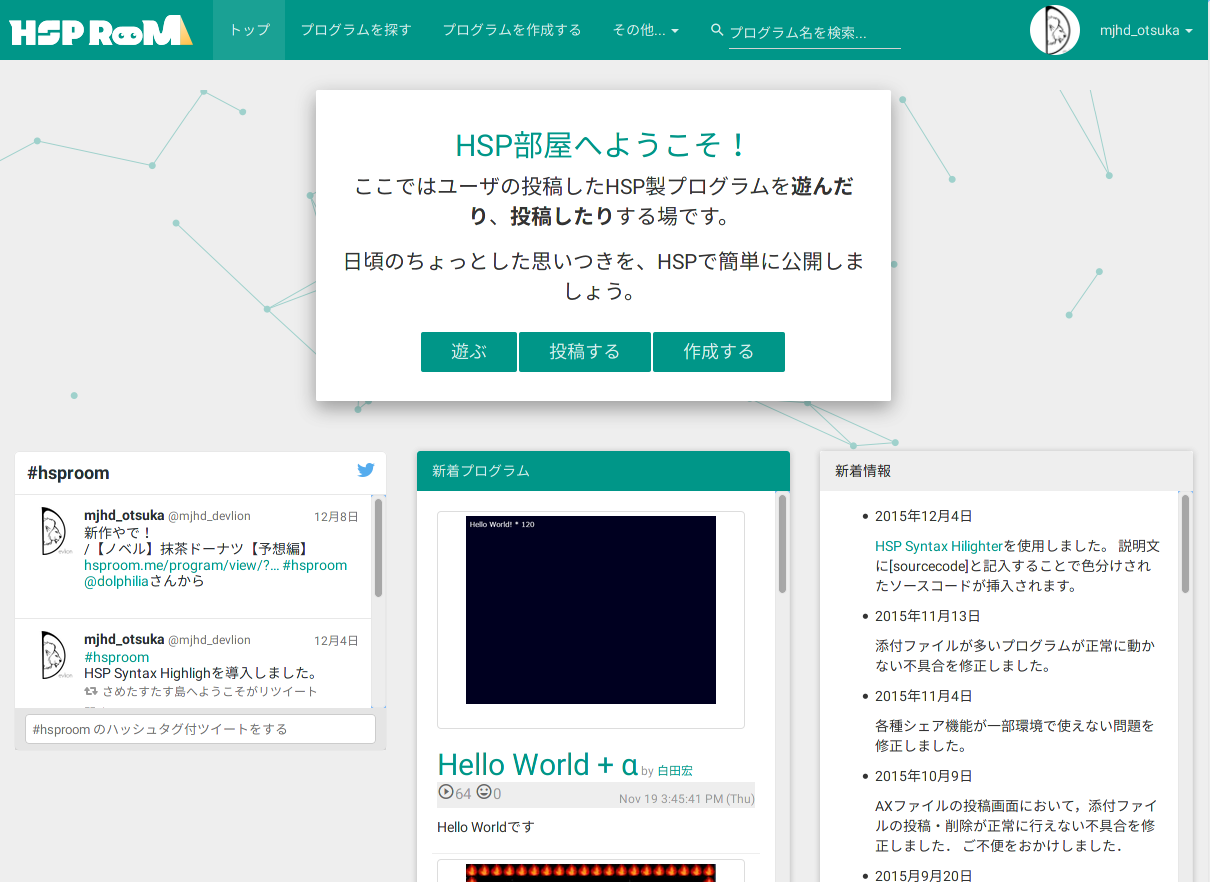 HSP ROOM
トップ
プログラムを探す
プログラムを作成する
その他...
プログラム名を検索...
mjhd_otsuka
HSP部屋へようこそ！
ここではユーザの投稿したHSP製プログラムを遊んだ
り、投稿したりする場です。
日頃のちょっとした思いつきを、HSPで簡単に公開しま
しょう。
遊ぶ
投稿する
作成する
#hsproom
mjhd_otsuka @mjhd_devlion 12月8日
新作やで！
/【ノベル】抹茶ドーナツ【予想編】
hsproom.me/program/view/?... #hsproom
@dolphiliaさんから
mjhd_otsuka @mjhd_devlion 12月4日
#hsproom
HSP Syntax Highlighを導入しました。
さめたすたす島へようこそがリツイート
#hsproom のハッシュタグ付ツイートをする
新着プログラム
Hello World! * 120
Hello World + α by 白田宏
64 0 Nov 19 3:45:41 PM (Thu)
Hello Worldです
新着情報
• 2015年12月4日
HSP Syntax Hilighterを使用しました。 説明文
に[sourcecode]と記入することで色分けされ
たソースコードが挿入されます。
• 2015年11月13日
添付ファイルが多いプログラムが正常に動か
ない不具合を修正しました。
• 2015年11月4日
各種シェア機能が一部環境で使えない問題を
修正しました。
• 2015年10月9日
AXファイルの投稿画面において，添付ファイ
ルの投稿・削除が正常に行えない不具合を修
正しました． ご不便をおかけしました．
• 2015月9月20日